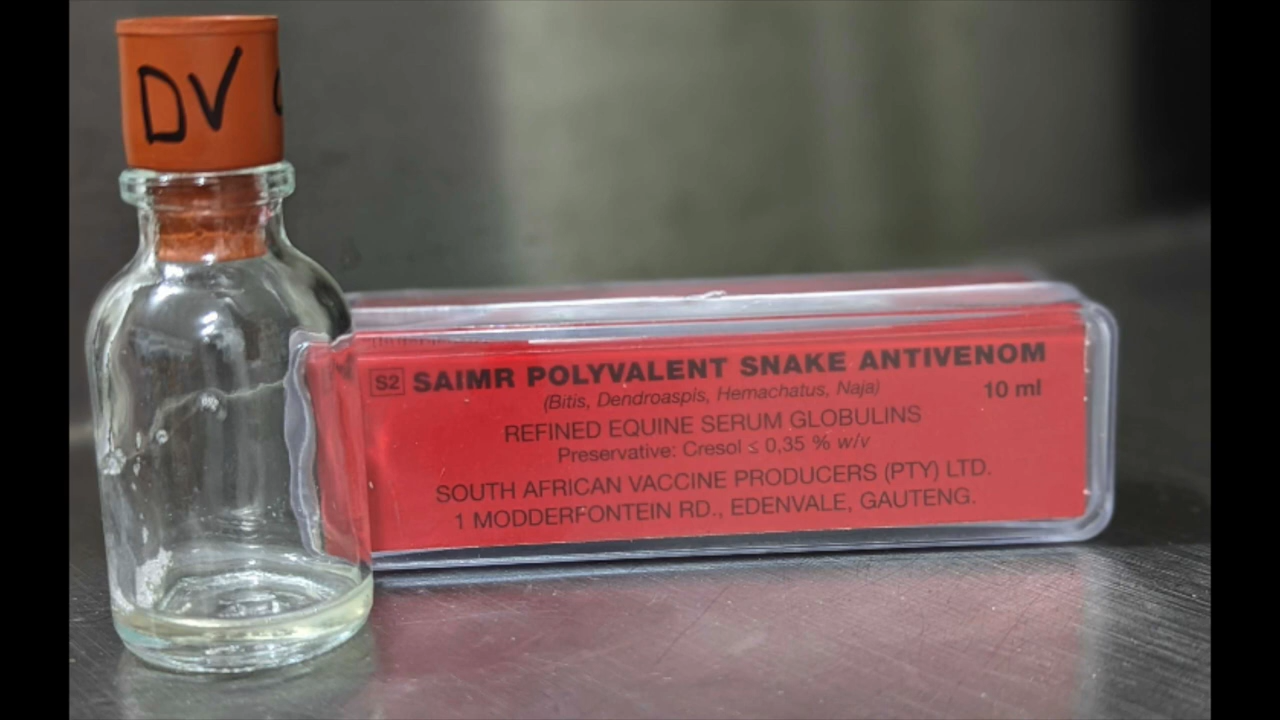 DV
S2 SAIMR POLYVALENT SNAKE ANTIVENOM
(Bitis, Dendroaspis, Hemachatus, Naja)
10 ml
REFINED EQUINE SERUM GLOBULINS
Preservative: Cresol ≤ 0,35 % w/v
SOUTH AFRICAN VACCINE PRODUCERS (PTY) LTD.
1 MODDERFONTEIN RD., EDENVALE, GAUTENG.